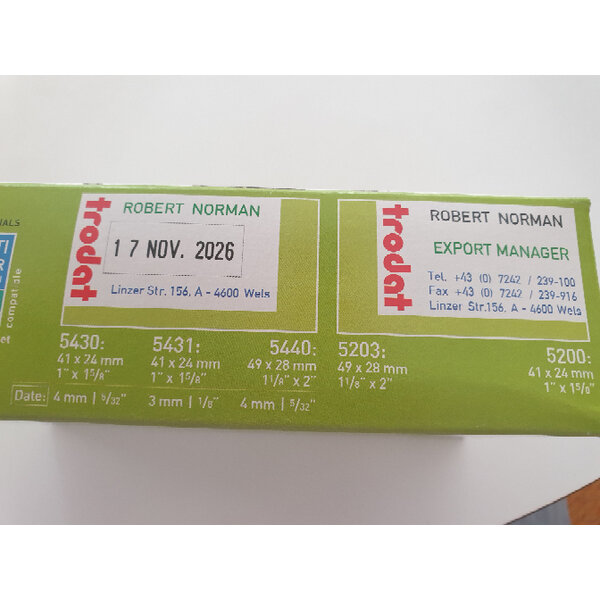 IALS
TI
R
compatible
et
trodat
ROBERT NORMAN
17 NOV. 2026
Linzer Str. 156, A - 4600 Wels
trodat
ROBERT NORMAN
EXPORT MANAGER
Tel. +43 (0) 7242 / 239-100
Fax +43 (0) 7242 / 239-916
Linzer Str.156, A - 4600 Wels
5430:
41 x 24 mm
1" x 1⁵/⁸"
5431:
41 x 24 mm
1" x 1⁵/⁸"
5440:
49 x 28 mm
1¹/⁸" x 2"
5203:
49 x 28 mm
1¹/⁸" x 2"
5200:
41 x 24 mm
1" x 1⁵/⁸"
Date: 4 mm | ⁵/³²" 3 mm | ¹/⁸" 4 mm | ⁵/³²"